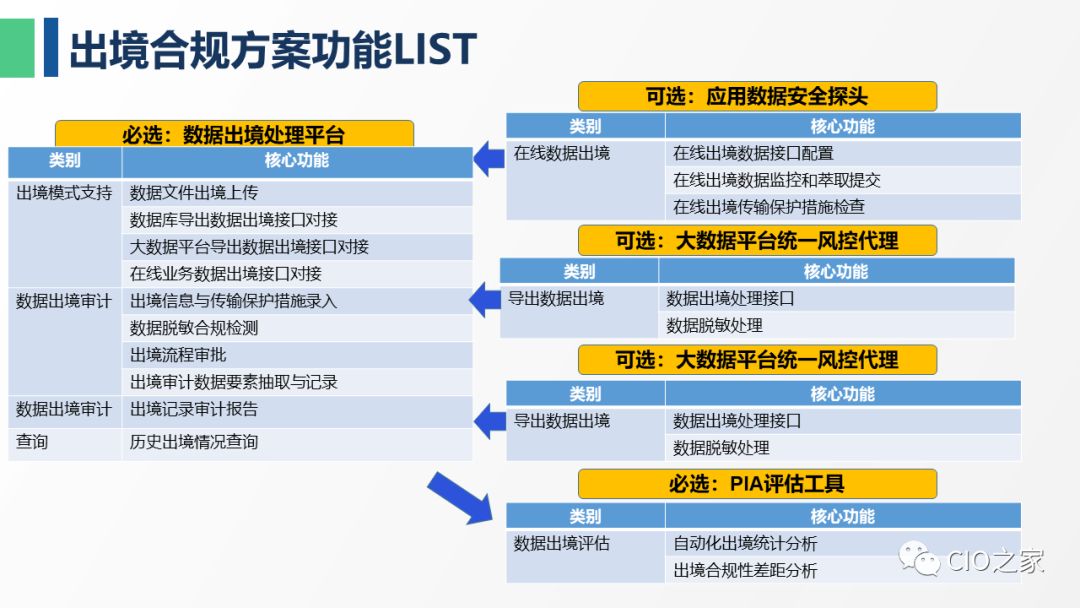 出境合规方案功能LIST
必选：数据出境处理平台
类别 核心功能
出境模式支持 数据文件出境上传
数据库导出数据出境接口对接
大数据平台导出数据出境接口对接
在线业务数据出境接口对接
数据出境审计 出境信息与传输保护措施录入
数据脱敏合规检测
出境流程审批
出境审计数据要素抽取与记录
数据出境审计 出境记录审计报告
查询 历史出境情况查询
可选：应用数据安全探头
类别 核心功能
在线数据出境 在线出境数据接口配置
在线出境数据监控和萃取提交
在线出境传输保护措施检查
可选：大数据平台统一风控代理
类别 核心功能
导出数据出境 数据出境处理接口
数据脱敏处理
可选：大数据平台统一风控代理
类别 核心功能
导出数据出境 数据出境处理接口
数据脱敏处理
必选：PIA评估工具
类别 核心功能
数据出境评估 自动化出境统计分析
出境合规性差距分析
CIO之家